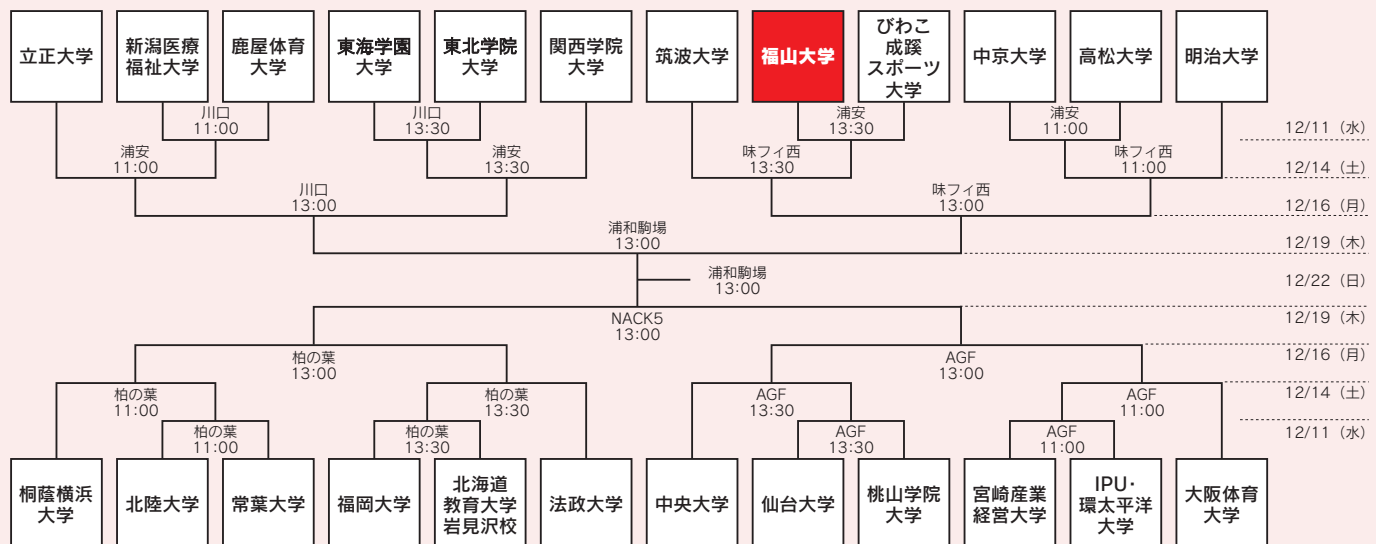 立正大学
新潟医療
福祉大学
鹿屋体育
大学
東海学園
大学
東北学院
大学
関西学院
大学
筑波大学
福山大学
びわこ
成蹊
スポーツ
大学
中京大学
高松大学
明治大学
川口
11:00
川口
13:30
浦安
13:30
浦安
11:00
12/11（水）
浦安
11:00
浦安
13:30
味フィ西
13:30
味フィ西
11:00
12/14（土）
川口
13:00
味フィ西
13:00
12/16（月）
浦和駒場
13:00
12/19（木）
浦和駒場
13:00
12/22（日）
NACK5
13:00
12/19（木）
柏の葉
13:00
AGF
13:00
12/16（月）
柏の葉
11:00
柏の葉
13:30
AGF
13:30
AGF
11:00
12/14（土）
柏の葉
11:00
柏の葉
13:30
AGF
13:30
AGF
11:00
12/11（水）
桐蔭横浜
大学
北陸大学
常葉大学
福岡大学
北海道
教育大学
岩見沢校
法政大学
中央大学
仙台大学
桃山学院
大学
宮崎産業
経営大学
IPU・
環太平洋
大学
大阪体育
大学